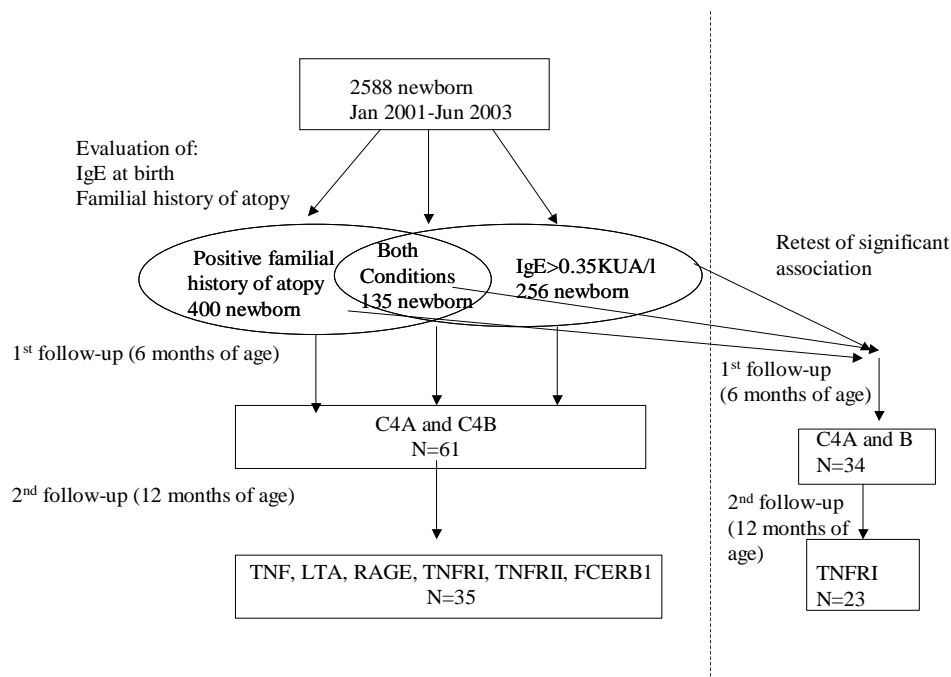 2588 newborn
Jan 2001-Jun 2003
Evaluation of:
IgE at birth
Familial history of atopy
Positive familial
history of atopy
400 newborn
Both
Conditions
135 newborn
IgE>0.35KUA/l
256 newborn
Retest of significant
association
1st follow-up (6 months of age)
C4A and C4B
N=61
2nd follow-up (12 months of age)
TNF, LTA, RAGE, TNFRI, TNFRII, FCERB1
N=35
1st follow-up
(6 months of age)
C4A and B
N=34
2nd follow-up
(12 months of
age)
TNFRI
N=23